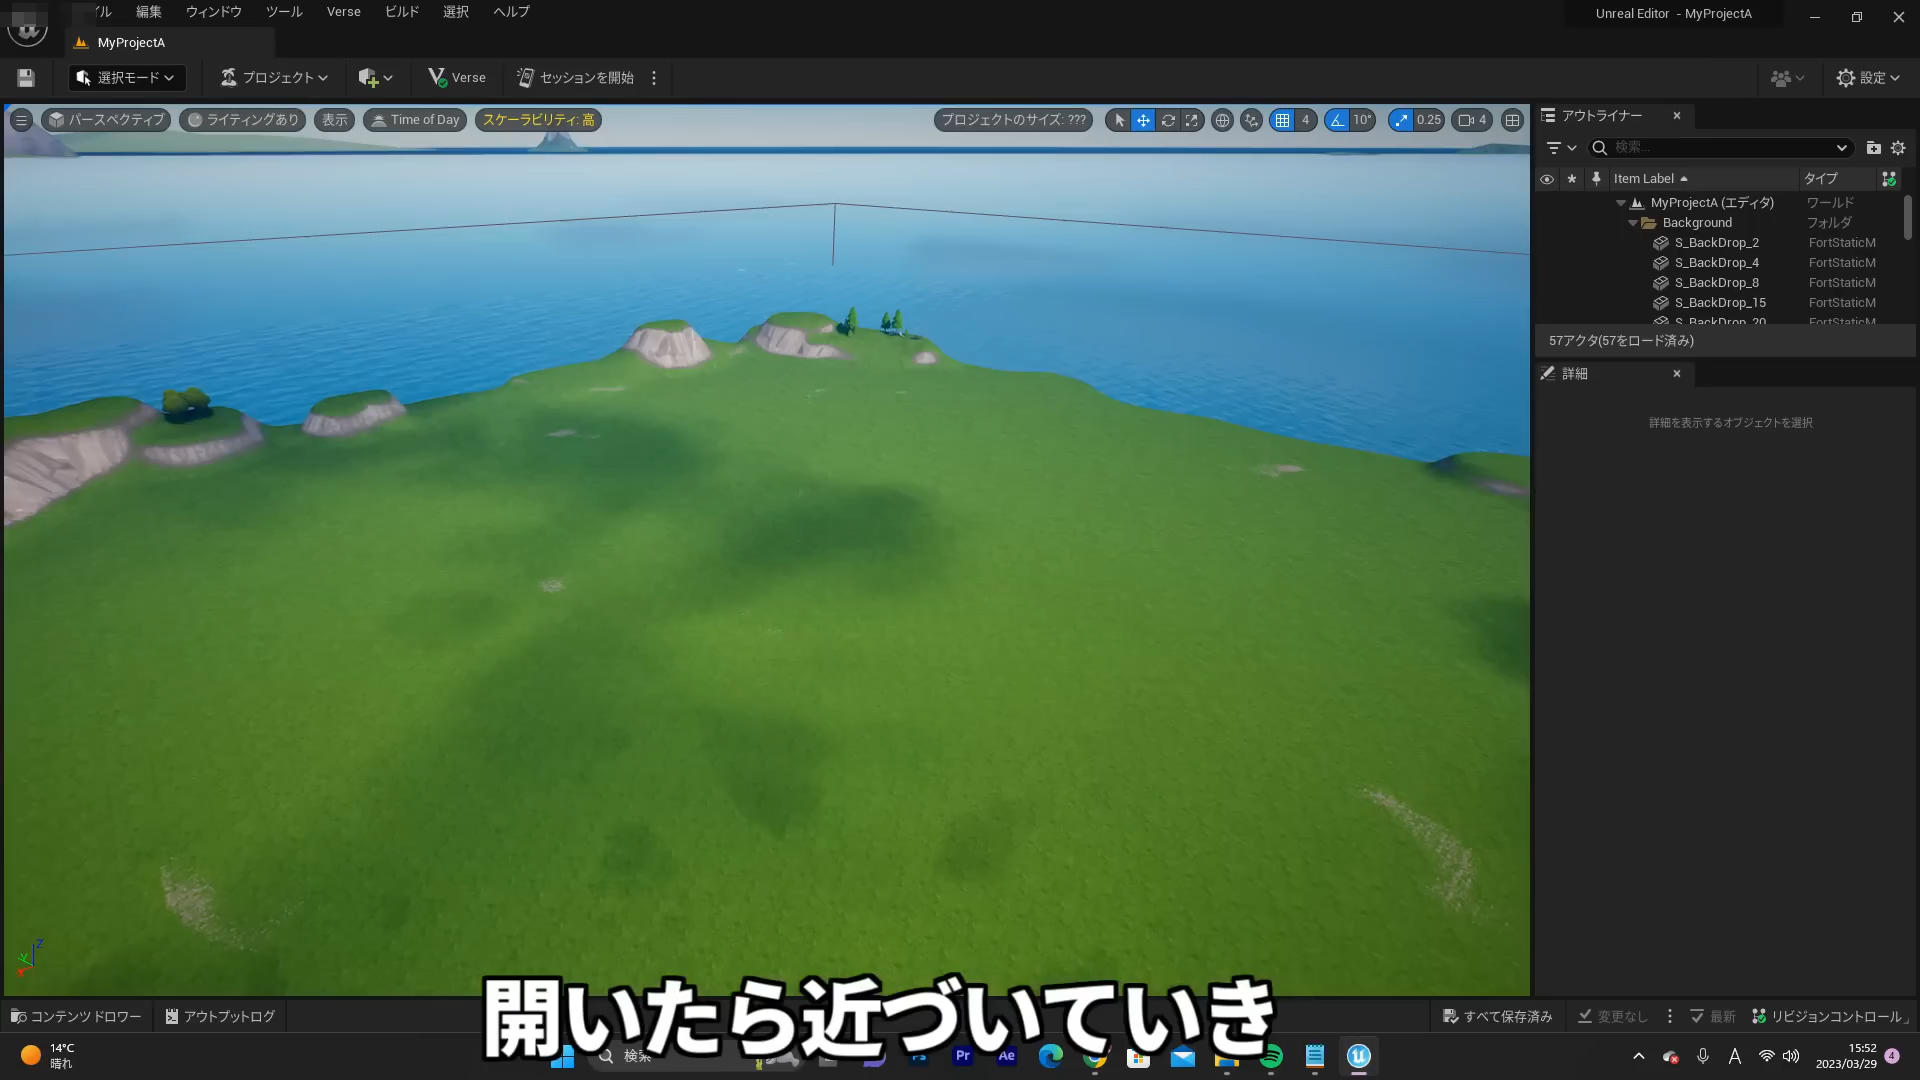 編集 ウィンドウ ツール Verse ビルド 選択 ヘルプ
Unreal Editor - MyProjectA
MyProjectA
選択モード プロジェクト Verse セッションを開始 設定
パースペクティブ ライティングあり 表示 Time of Day スケーラビリティ: 高 プロジェクトのサイズ: ??? 4 10° 0.25 4
アウトライナー
検索...
Item Label タイプ
MyProjectA (エディタ) ワールド
Background フォルダ
S_BackDrop_2 FortStaticM
S_BackDrop_4 FortStaticM
S_BackDrop_8 FortStaticM
S_BackDrop_15 FortStaticM
S_BackDrop_20 FortStaticM
57アクタ(57をロード済み)
詳細
詳細を表示するオブジェクトを選択
Z
Y
X
開いたら近づいていき
コンテンツ ドロワー アウトプットログ すべて保存済み 変更なし 最新 リビジョンコントロール
14°C
晴れ
検索
Ps Pr Ae
A
15:52
2023/03/29
4